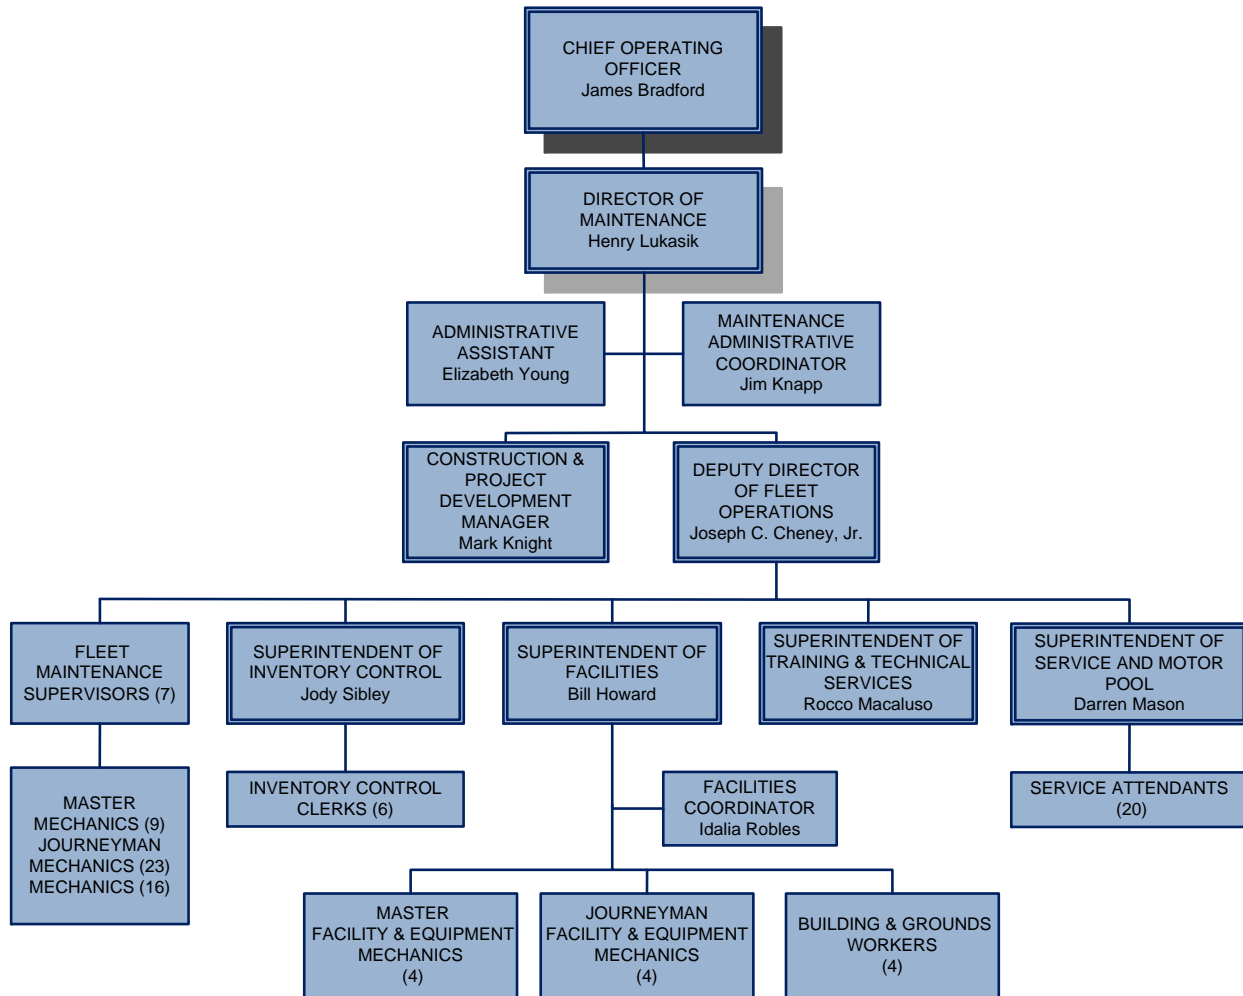 CHIEF OPERATING
OFFICER
James Bradford
DIRECTOR OF
MAINTENANCE
Henry Lukasik
ADMINISTRATIVE
ASSISTANT
Elizabeth Young
MAINTENANCE
ADMINISTRATIVE
COORDINATOR
Jim Knapp
CONSTRUCTION &
PROJECT
DEVELOPMENT
MANAGER
Mark Knight
DEPUTY DIRECTOR
OF FLEET
OPERATIONS
Joseph C. Cheney, Jr.
FLEET
MAINTENANCE
SUPERVISORS (7)
SUPERINTENDENT OF
INVENTORY CONTROL
Jody Sibley
SUPERINTENDENT OF
FACILITIES
Bill Howard
SUPERINTENDENT OF
TRAINING & TECHNICAL
SERVICES
Rocco Macaluso
SUPERINTENDENT OF
SERVICE AND MOTOR
POOL
Darren Mason
MASTER
MECHANICS (9)
JOURNEYMAN
MECHANICS (23)
MECHANICS (16)
INVENTORY CONTROL
CLERKS (6)
FACILITIES
COORDINATOR
Idalia Robles
SERVICE ATTENDANTS
(20)
MASTER
FACILITY & EQUIPMENT
MECHANICS
(4)
JOURNEYMAN
FACILITY & EQUIPMENT
MECHANICS
(4)
BUILDING & GROUNDS
WORKERS
(4)